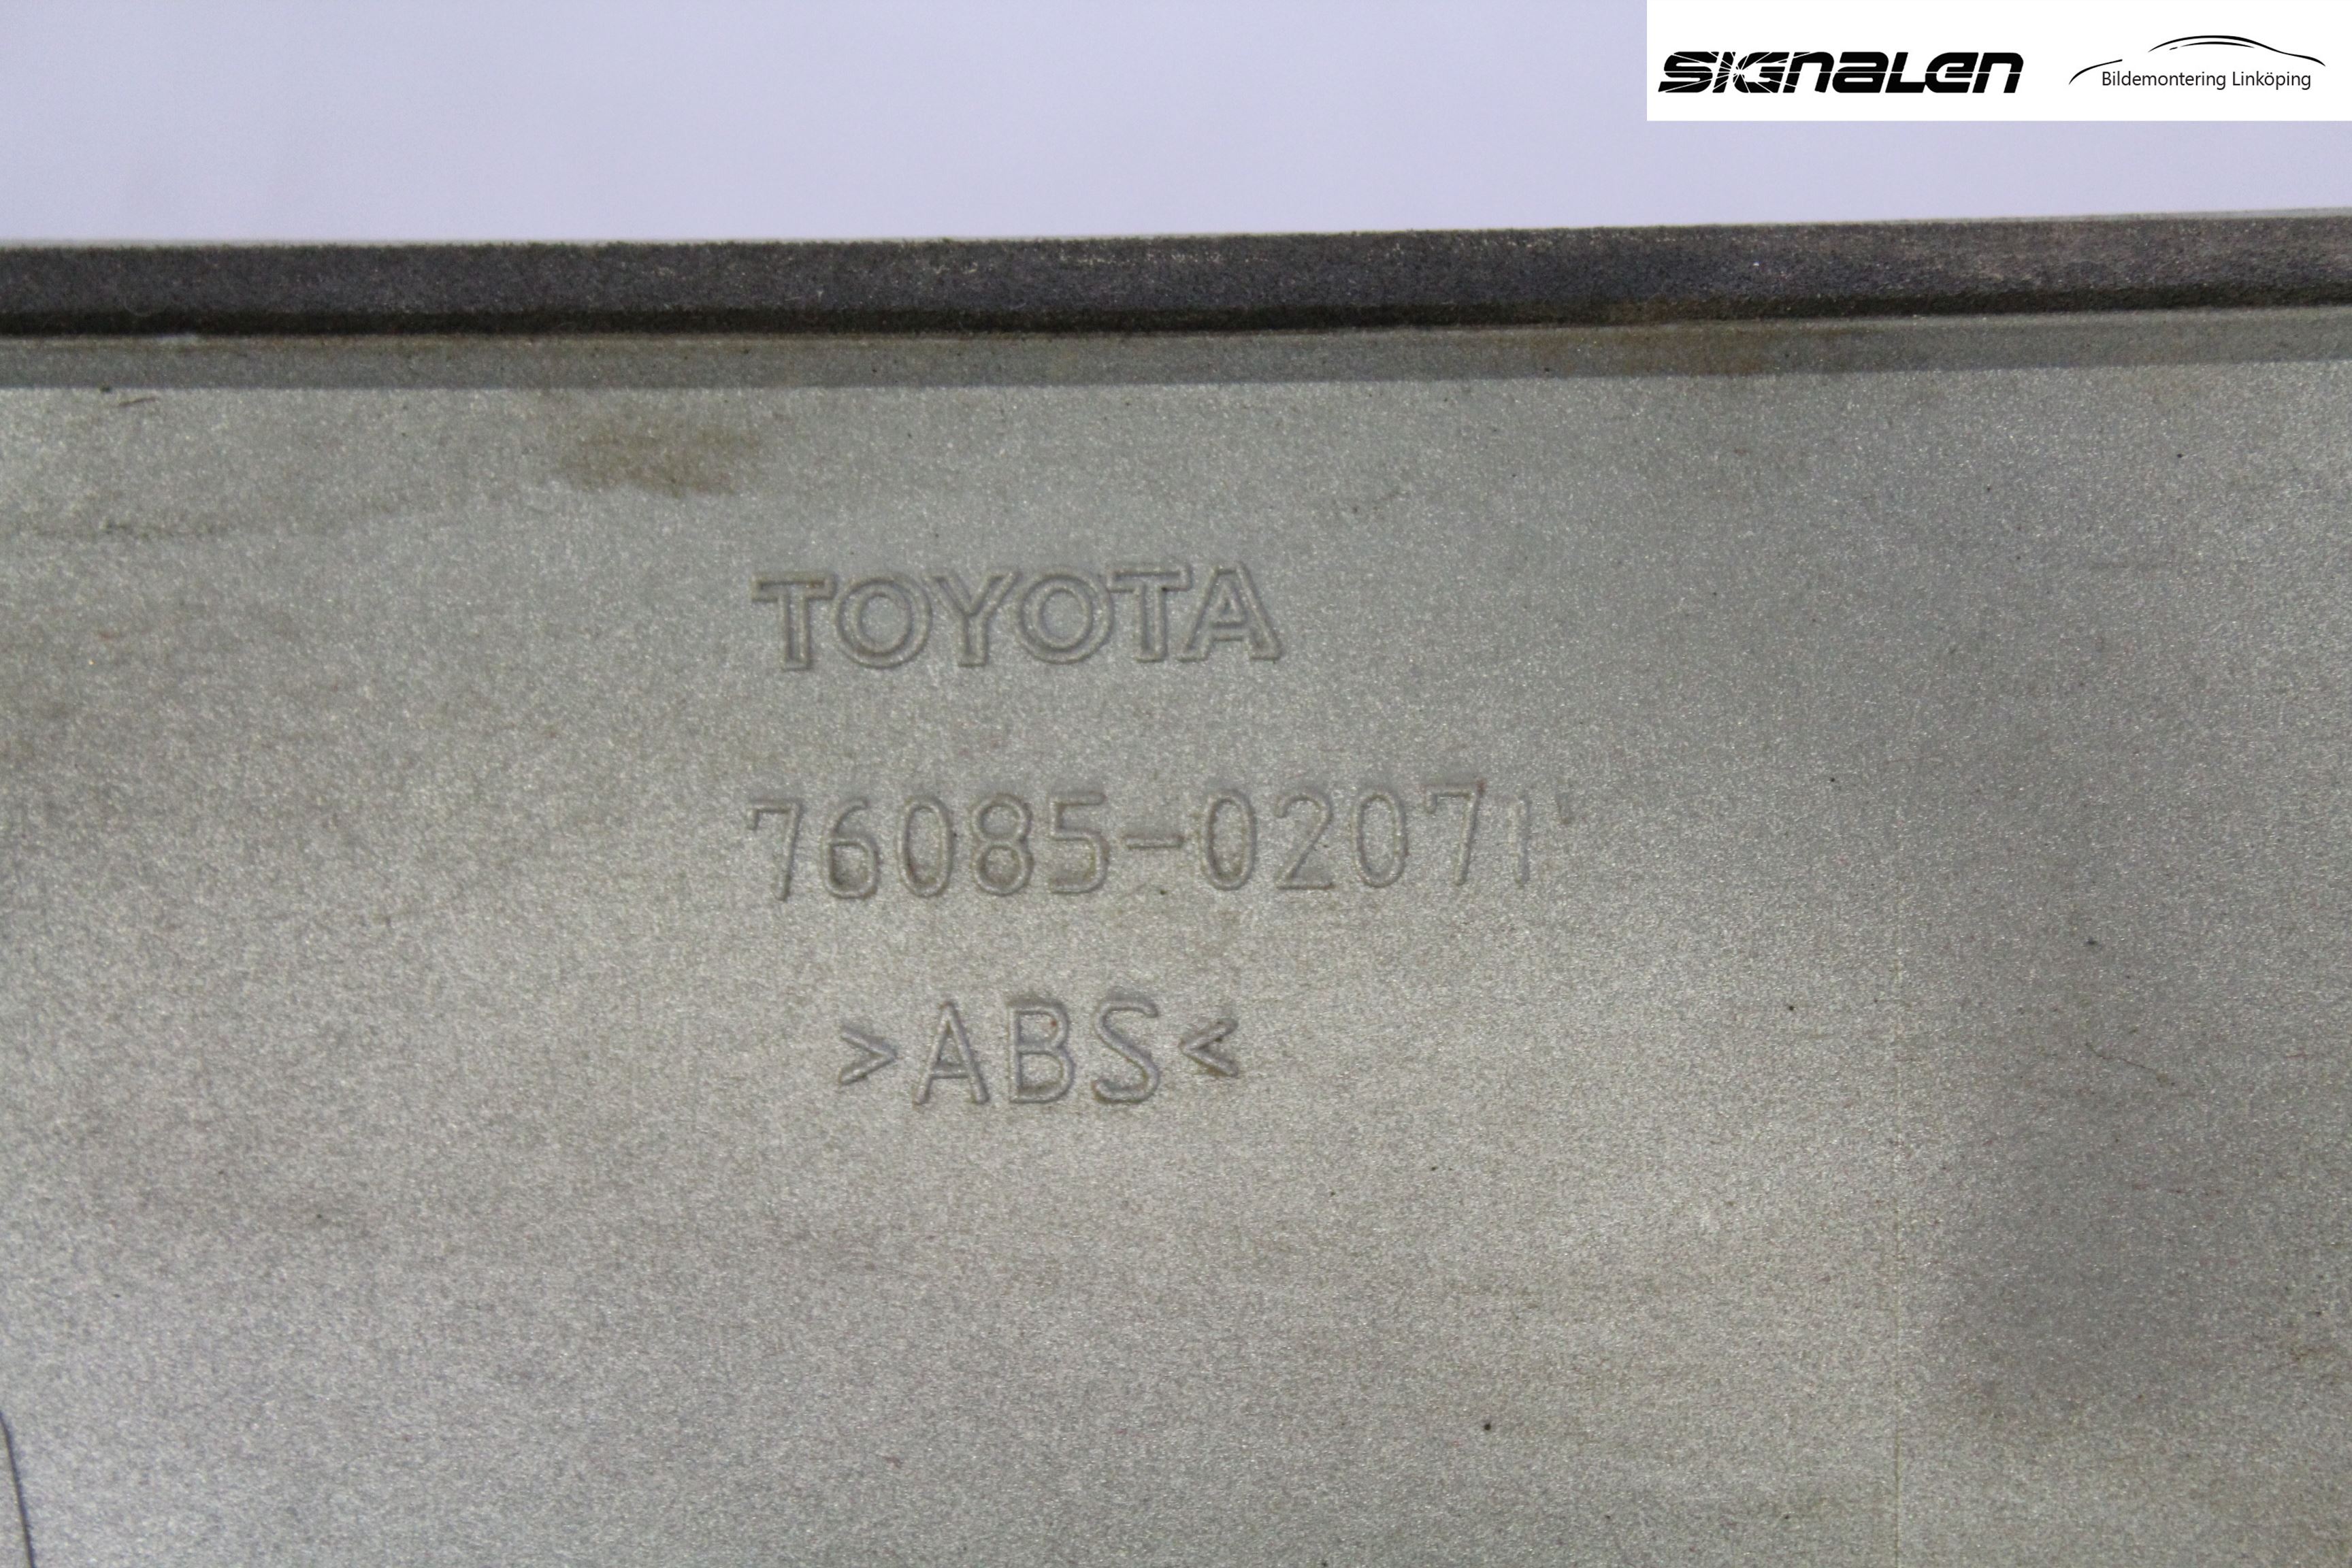 SIGNALEN
Bildemontering Linköping
TOYOTA
76085-02071
>ABS<